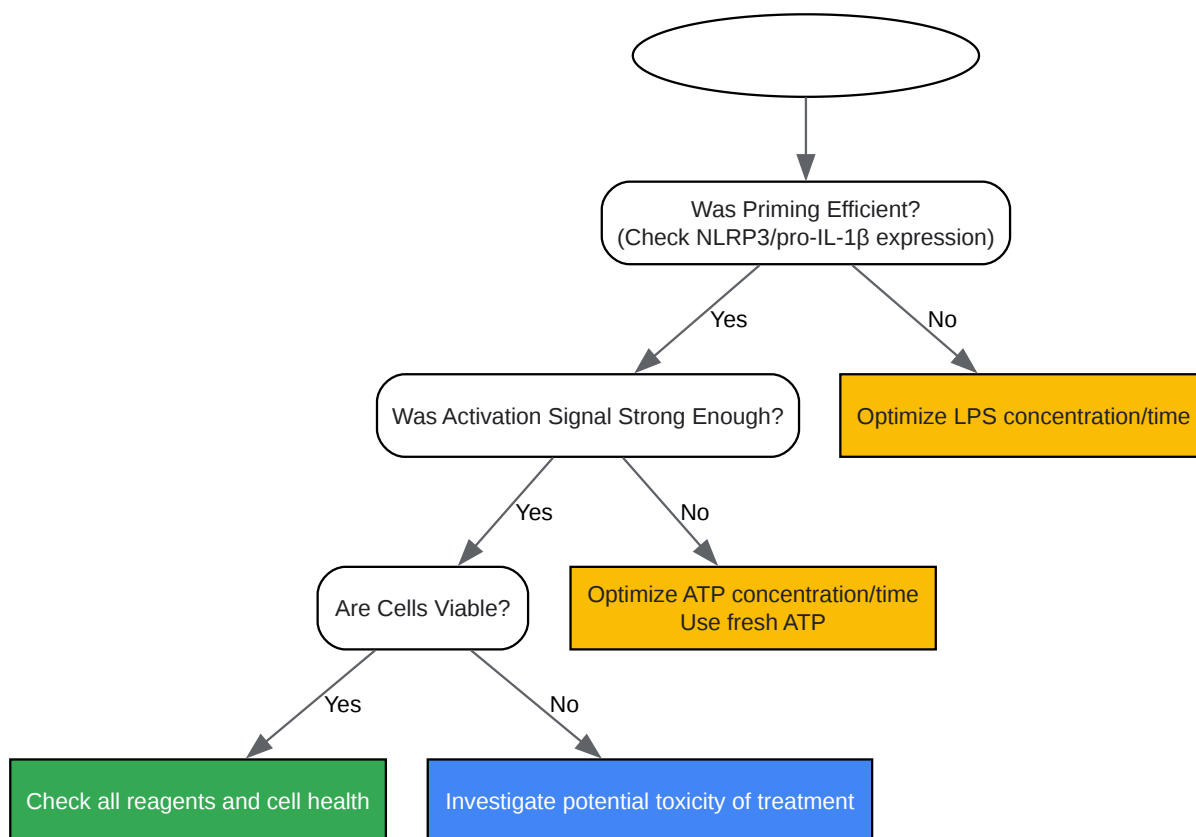 Was Priming Efficient?
(Check NLRP3/pro-IL-1β expression)
Yes
No
Was Activation Signal Strong Enough?
Optimize LPS concentration/time
Yes
No
Are Cells Viable?
Optimize ATP concentration/time
Use fresh ATP
Yes
No
Check all reagents and cell health
Investigate potential toxicity of treatment